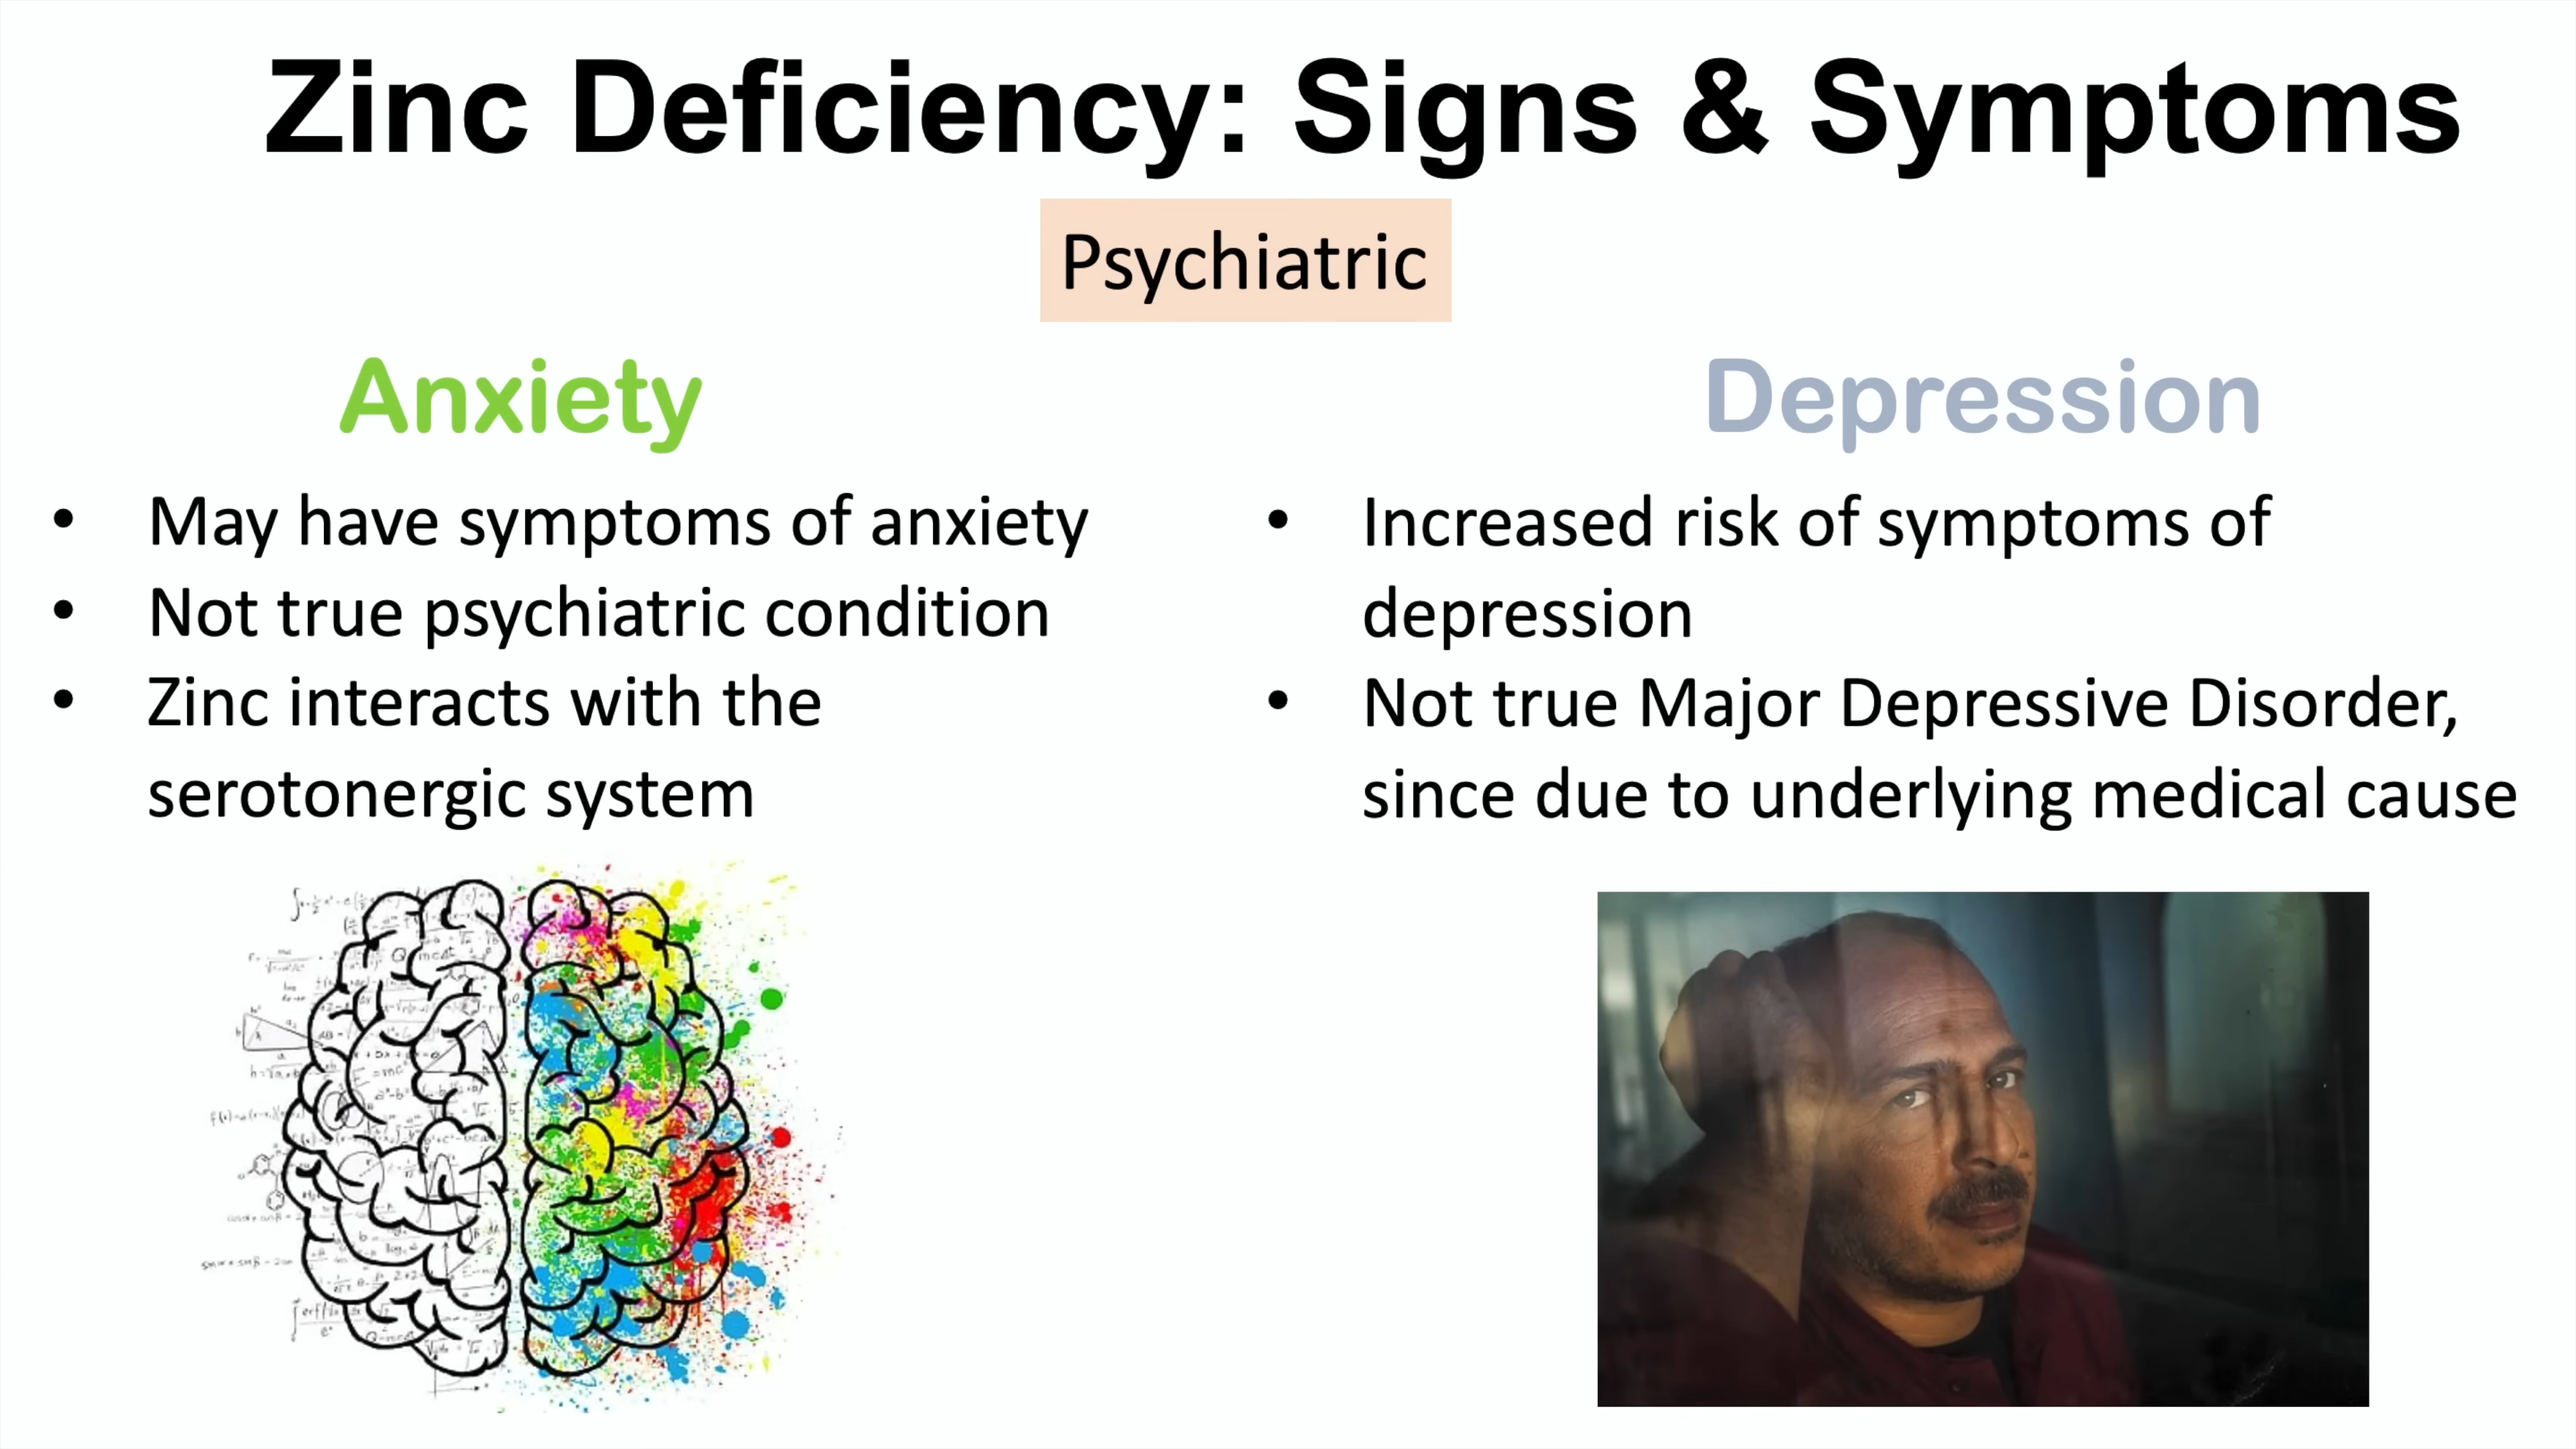 Zinc Deficiency: Signs & Symptoms
Psychiatric
Anxiety
• May have symptoms of anxiety
• Not true psychiatric condition
• Zinc interacts with the
serotonergic system
Depression
• Increased risk of symptoms of
depression
• Not true Major Depressive Disorder,
since due to underlying medical cause